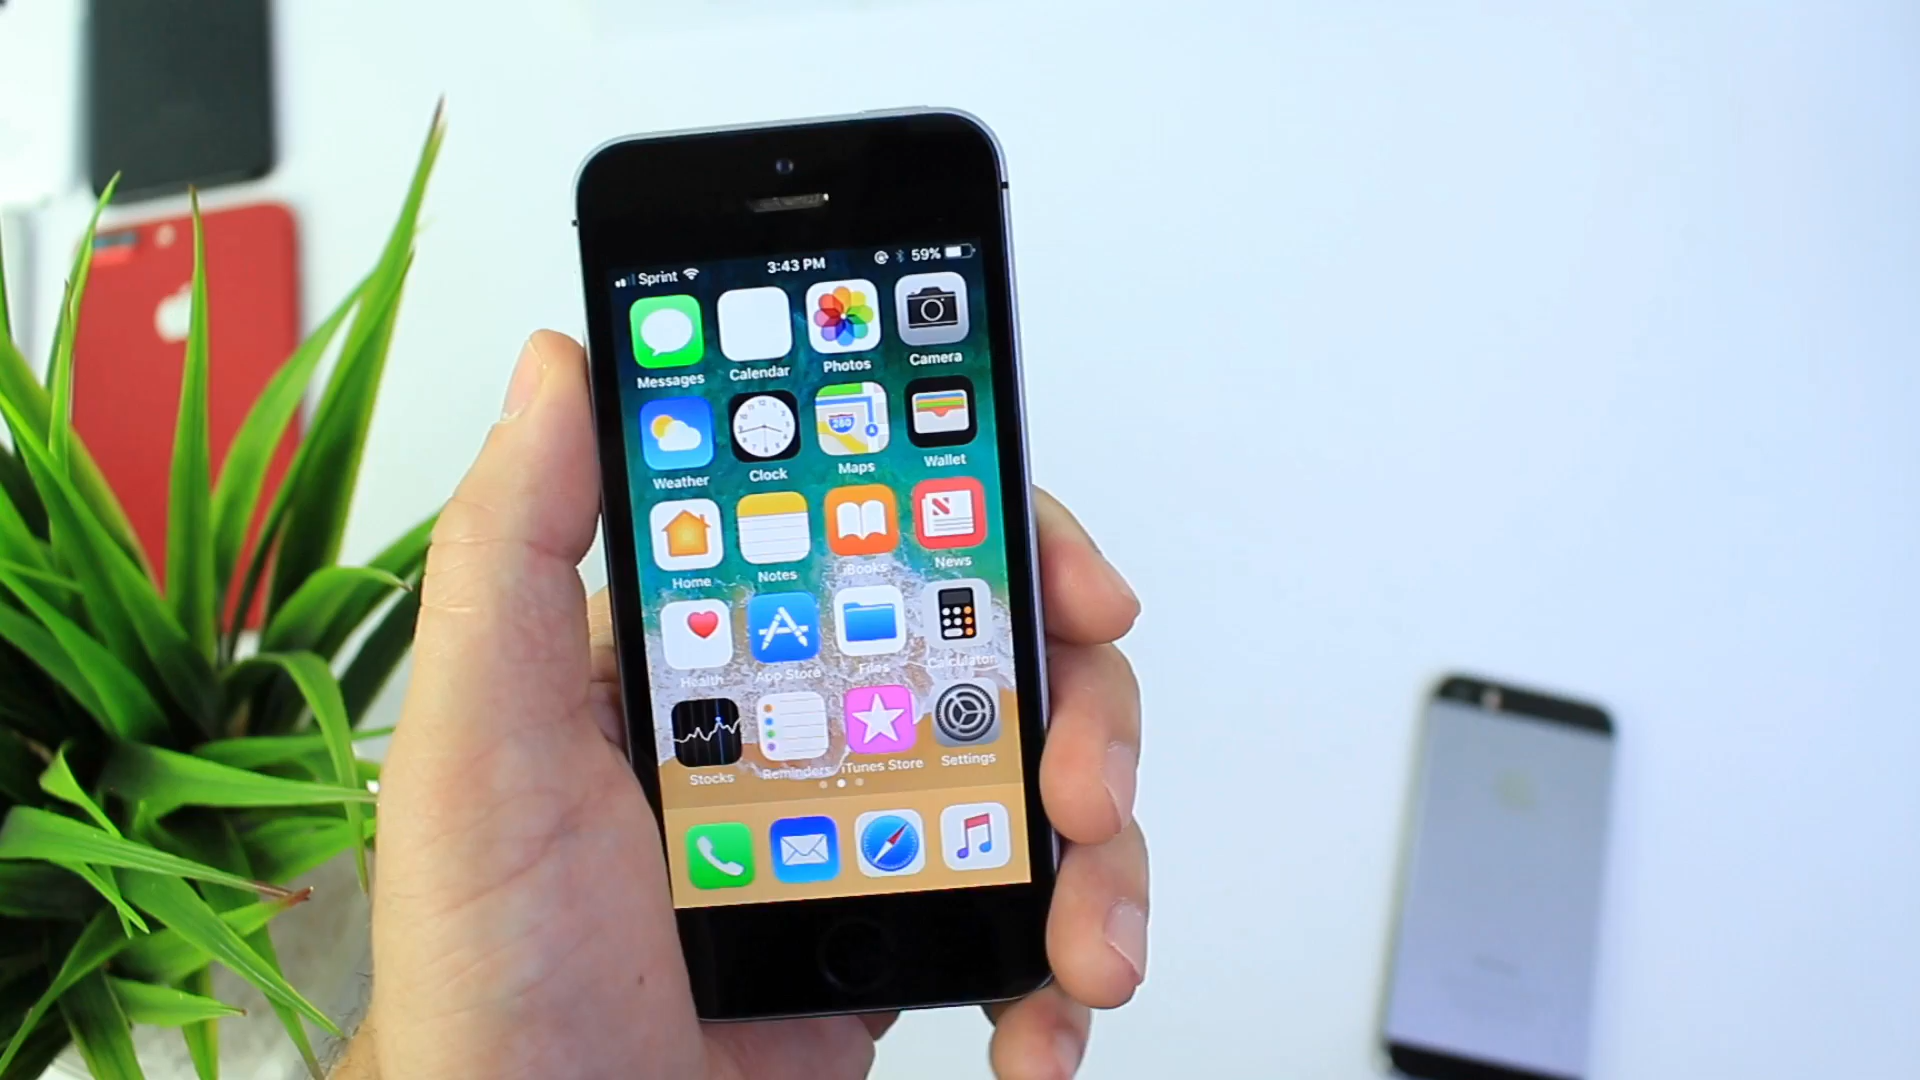 Sprint 3:43 PM 59%
Messages Calendar Photos Camera
280
Weather Clock Maps Wallet
Home Notes iBooks News
Health App Store Files Calculator
Stocks Reminders iTunes Store Settings